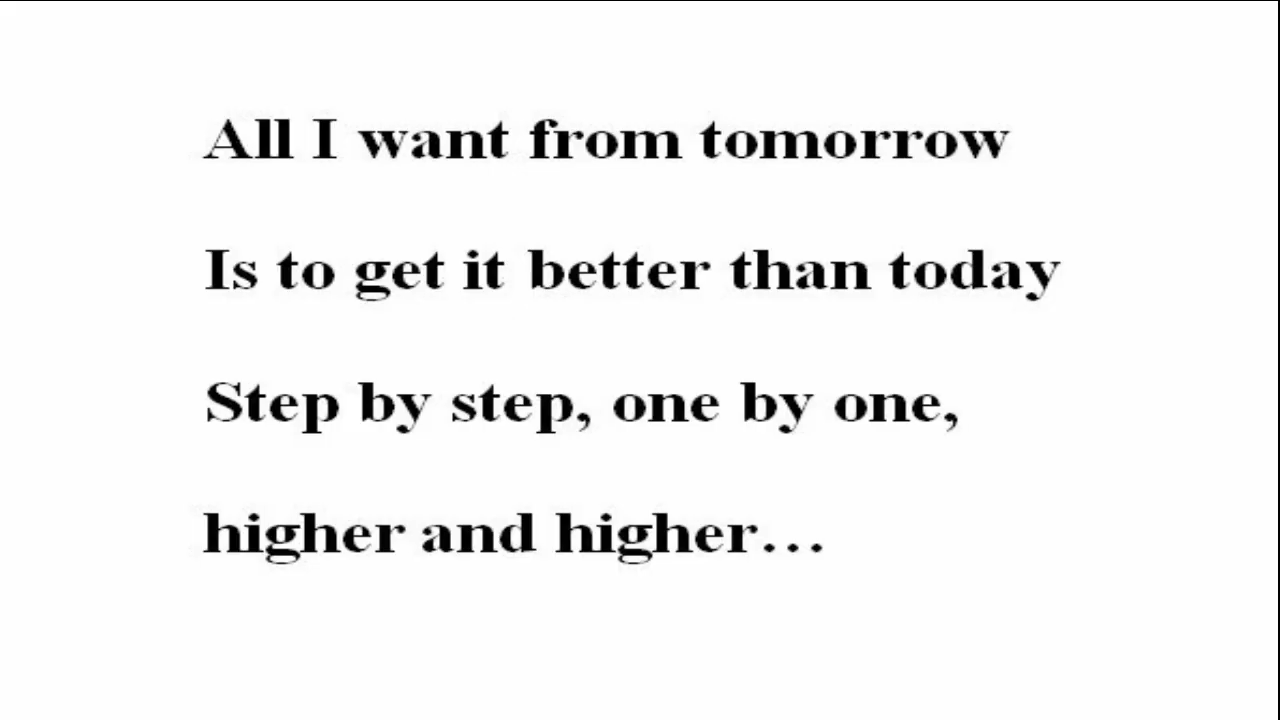 All I want from tomorrow
Is to get it better than today
Step by step, one by one,
higher and higher…